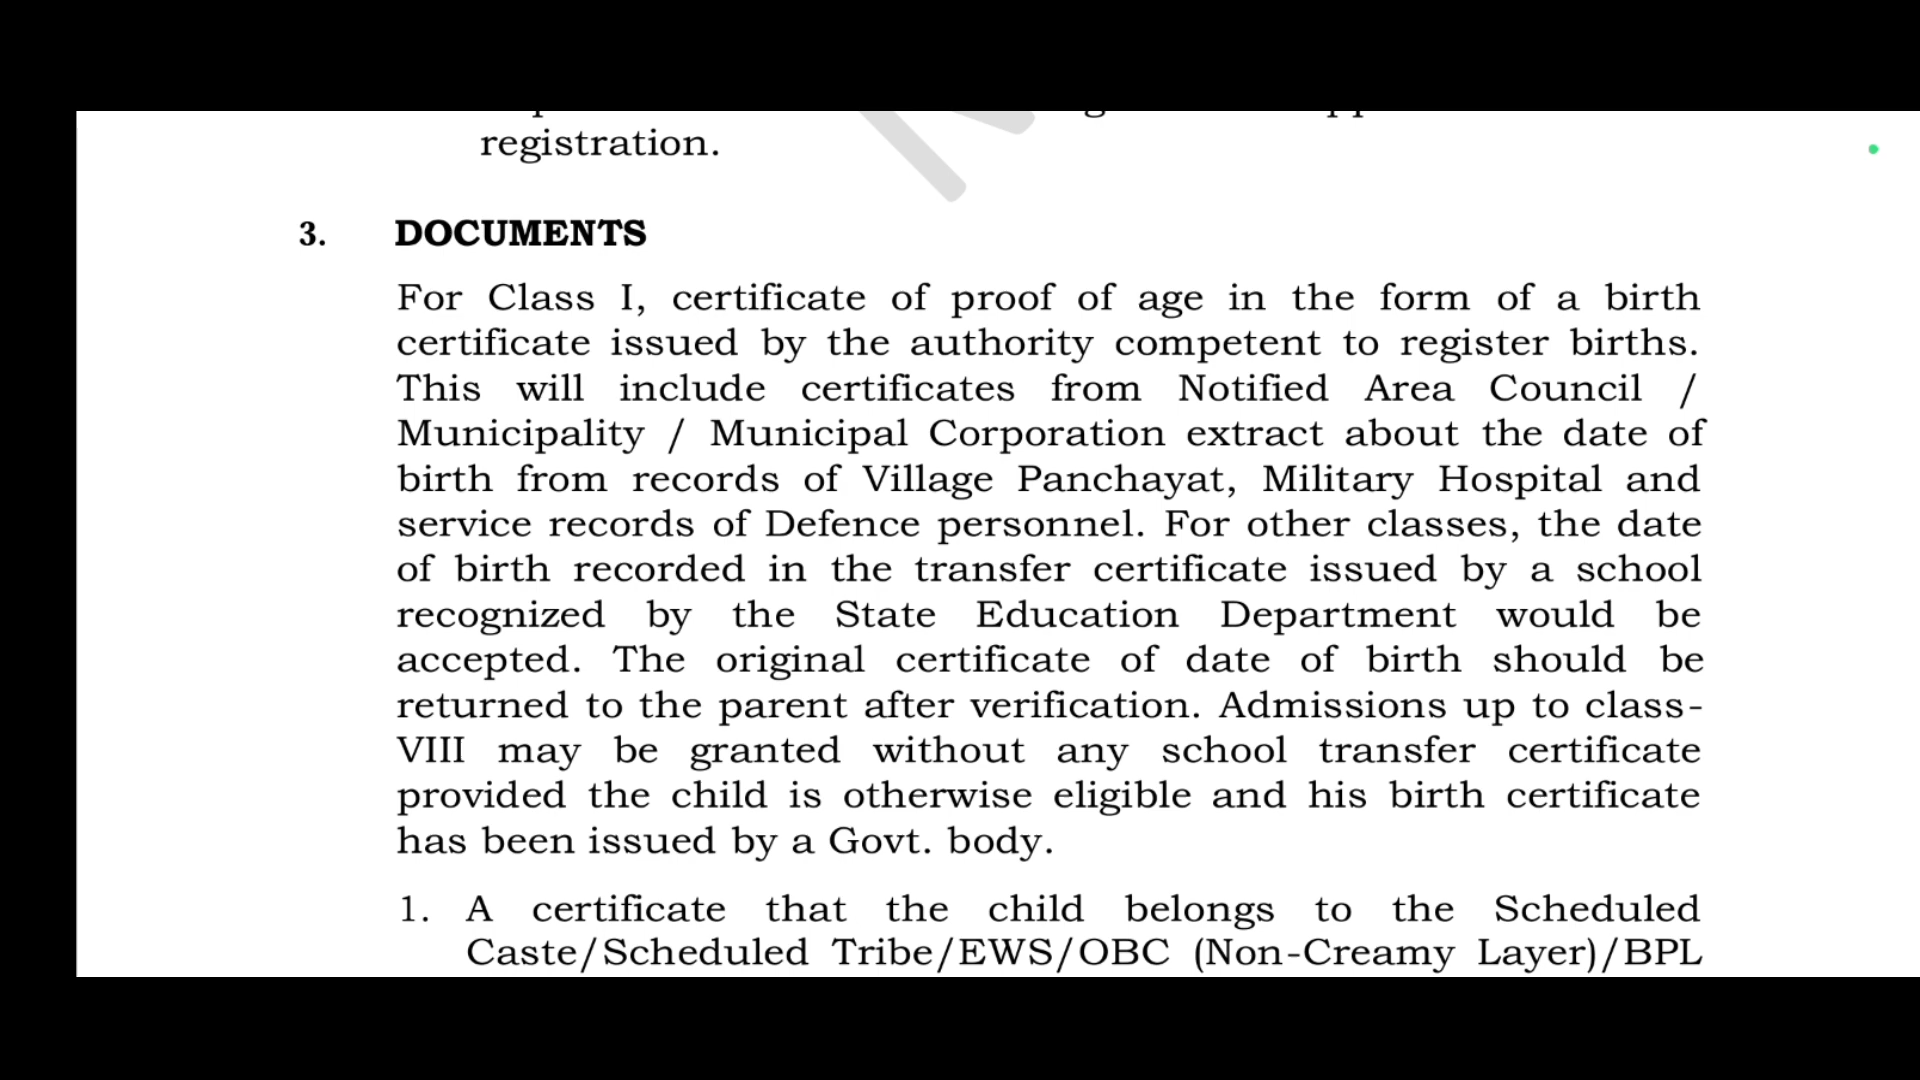 registration.
3. DOCUMENTS
For Class I, certificate of proof of age in the form of a birth
certificate issued by the authority competent to register births.
This will include certificates from Notified Area Council /
Municipality / Municipal Corporation extract about the date of
birth from records of Village Panchayat, Military Hospital and
service records of Defence personnel. For other classes, the date
of birth recorded in the transfer certificate issued by a school
recognized by the State Education Department would be
accepted. The original certificate of date of birth should be
returned to the parent after verification. Admissions up to class-
VIII may be granted without any school transfer certificate
provided the child is otherwise eligible and his birth certificate
has been issued by a Govt. body.
1. A certificate that the child belongs to the Scheduled
Caste/Scheduled Tribe/EWS/OBC (Non-Creamy Layer)/BPL